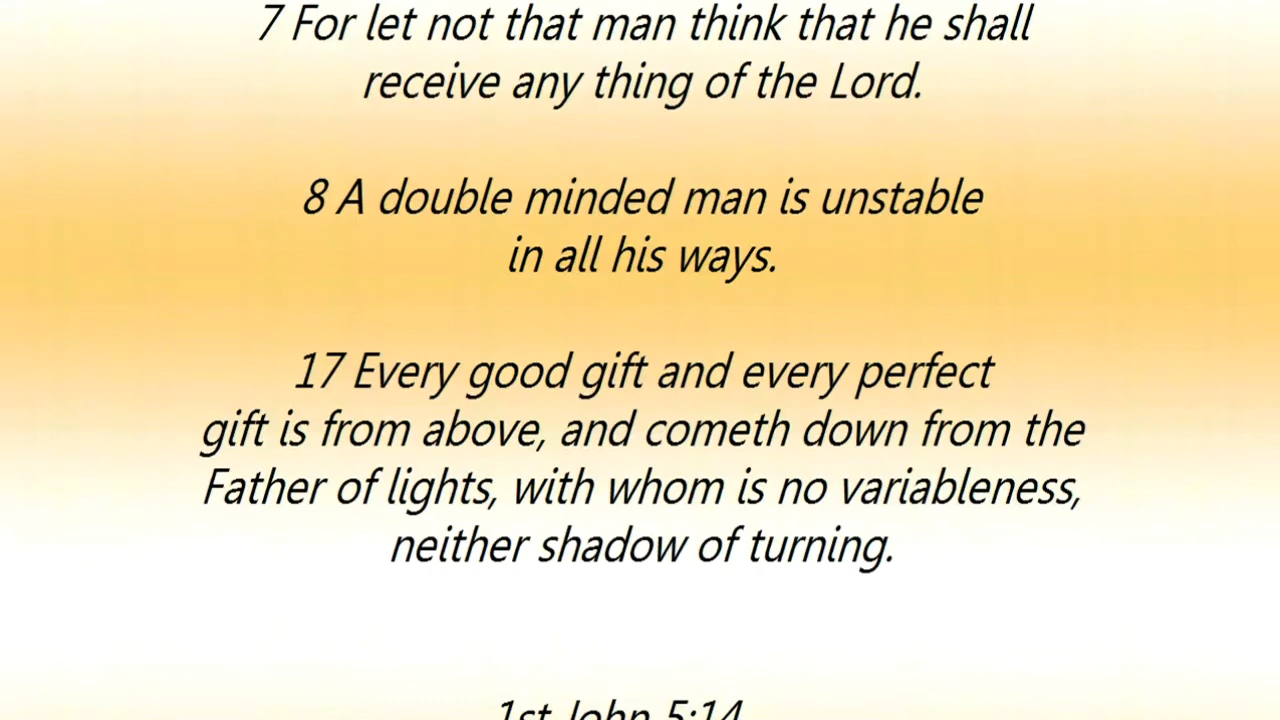 7 For let not that man think that he shall
receive any thing of the Lord.
8 A double minded man is unstable
in all his ways.
17 Every good gift and every perfect
gift is from above, and cometh down from the
Father of lights, with whom is no variableness,
neither shadow of turning.
1st John 5:14